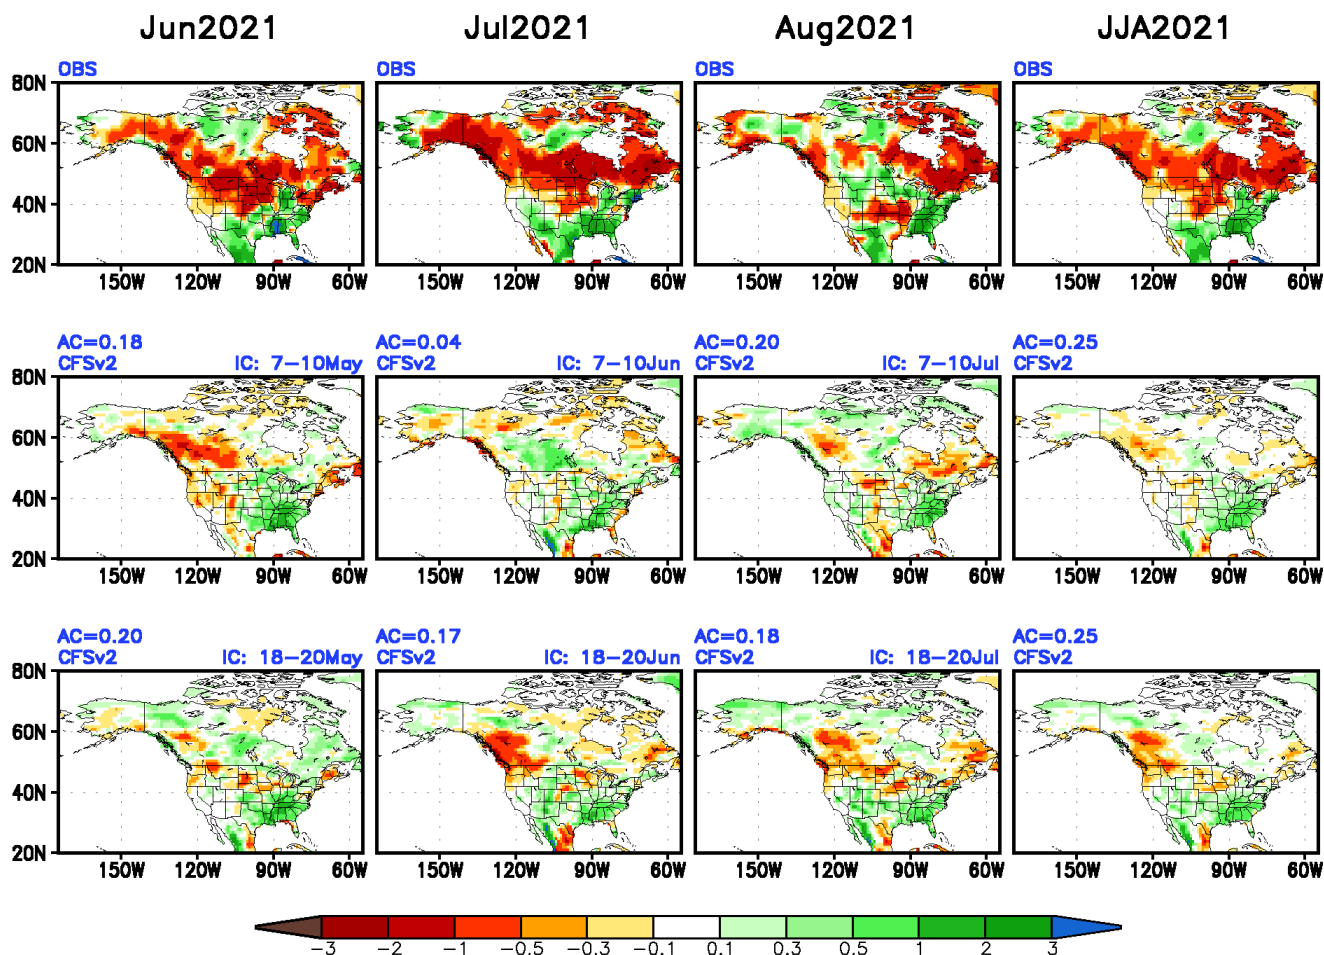 Jun2021 Jul2021 Aug2021 JJA2021
OBS OBS OBS OBS
80N
60N
40N
20N
150W 120W 90W 60W 150W 120W 90W 60W 150W 120W 90W 60W 150W 120W 90W 60W
AC=0.18 AC=0.04 AC=0.20 AC=0.25
CFSv2 IC: 7-10May CFSv2 IC: 7-10Jun CFSv2 IC: 7-10Jul CFSv2
80N
60N
40N
20N
150W 120W 90W 60W 150W 120W 90W 60W 150W 120W 90W 60W 150W 120W 90W 60W
AC=0.20 AC=0.17 AC=0.18 AC=0.25
CFSv2 IC: 18-20May CFSv2 IC: 18-20Jun CFSv2 IC: 18-20Jul CFSv2
80N
60N
40N
20N
150W 120W 90W 60W 150W 120W 90W 60W 150W 120W 90W 60W 150W 120W 90W 60W
-3 -2 -1 -0.5 -0.3 -0.1 0.1 0.3 0.5 1 2 3